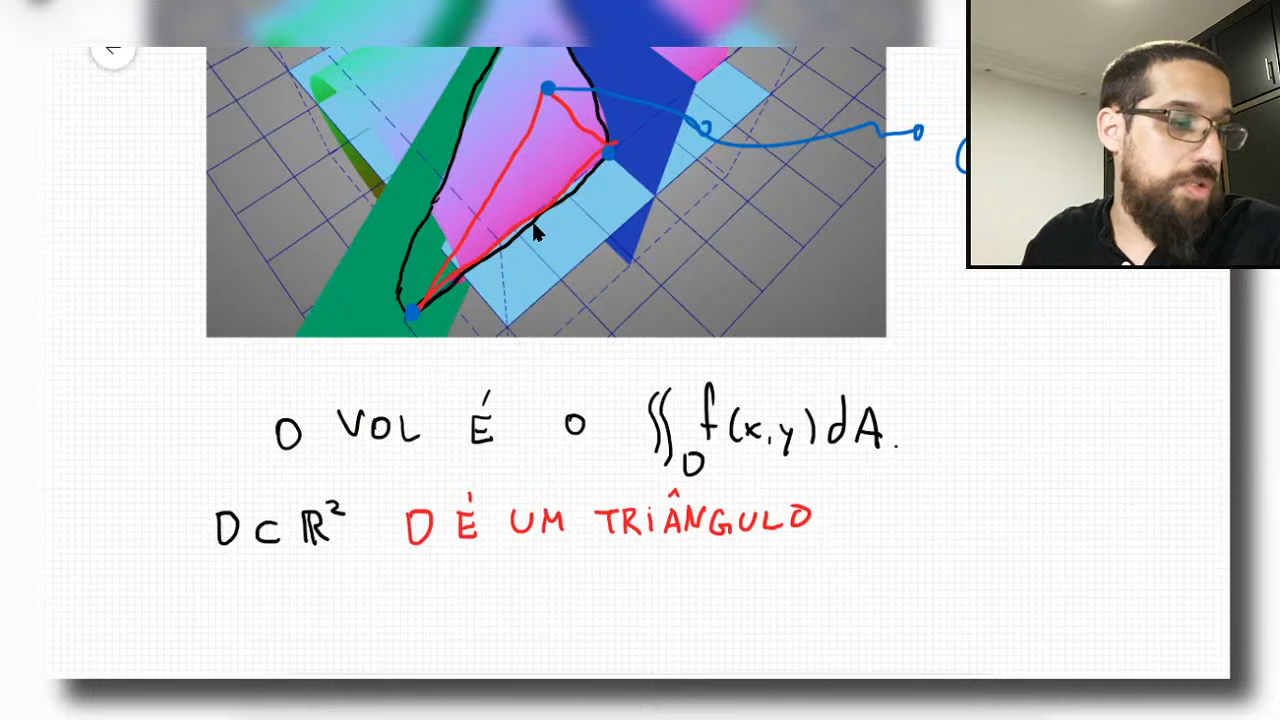 O VOL É O ∬_D f(x,y) dA.
D ⊂ ℝ² D É UM TRIÂNGULO